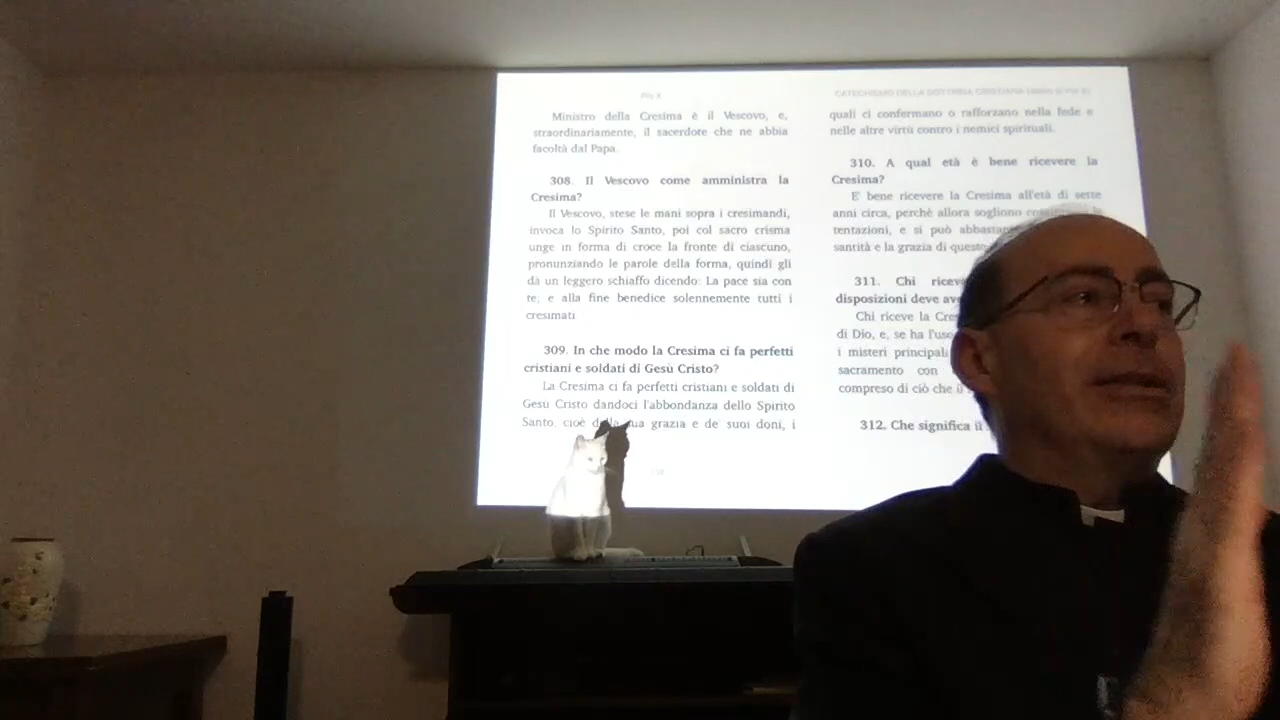 Pio X
Ministro della Cresima è il Vescovo, e,
straordinariamente, il sacerdote che ne abbia
facoltà dal Papa.
308. Il Vescovo come amministra la
Cresima?
Il Vescovo, stese le mani sopra i cresimandi,
invoca lo Spirito Santo, poi col sacro crisma
unge in forma di croce la fronte di ciascuno,
pronunziando le parole della forma, quindi gli
dà un leggero schiaffo dicendo: La pace sia con
te; e alla fine benedice solennemente tutti i
cresimati
309. In che modo la Cresima ci fa perfetti
cristiani e soldati di Gesù Cristo?
La Cresima ci fa perfetti cristiani e soldati di
Gesù Cristo dandoci l'abbondanza dello Spirito
Santo, cioè della sua grazia e de' suoi doni, i
CATECHISMO DELLA DOTTRINA CRISTIANA
quali ci confermano o rafforzano nella fede e
nelle altre virtù contro i nemici spirituali.
310. A qual età è bene ricevere la
Cresima?
E' bene ricevere la Cresima all'età di sette
anni circa, perchè allora sogliono
tentazioni, e si può
santità e la grazia di questo
311. Chi
disposizioni deve
Chi riceve la
di Dio, e, se ha
i misteri principali
sacramento con
compreso di ciò che
312. Che significa il